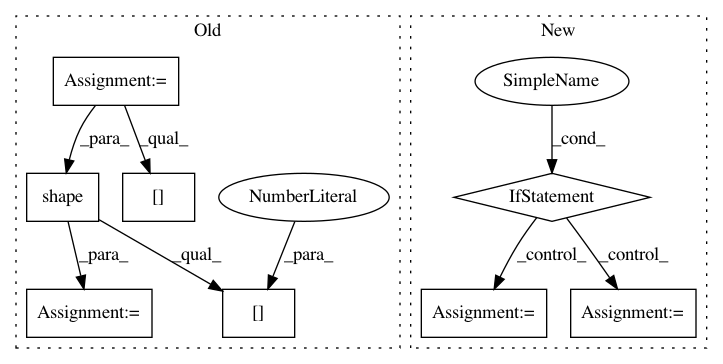 Old
New
Assignment:=
SimpleName
_para_
_qual_
_cond_
shape
[]
NumberLiteral
IfStatement
_para_
_qual_
_para_
_control_
_control_
Assignment:=
[]
Assignment:=
Assignment:=